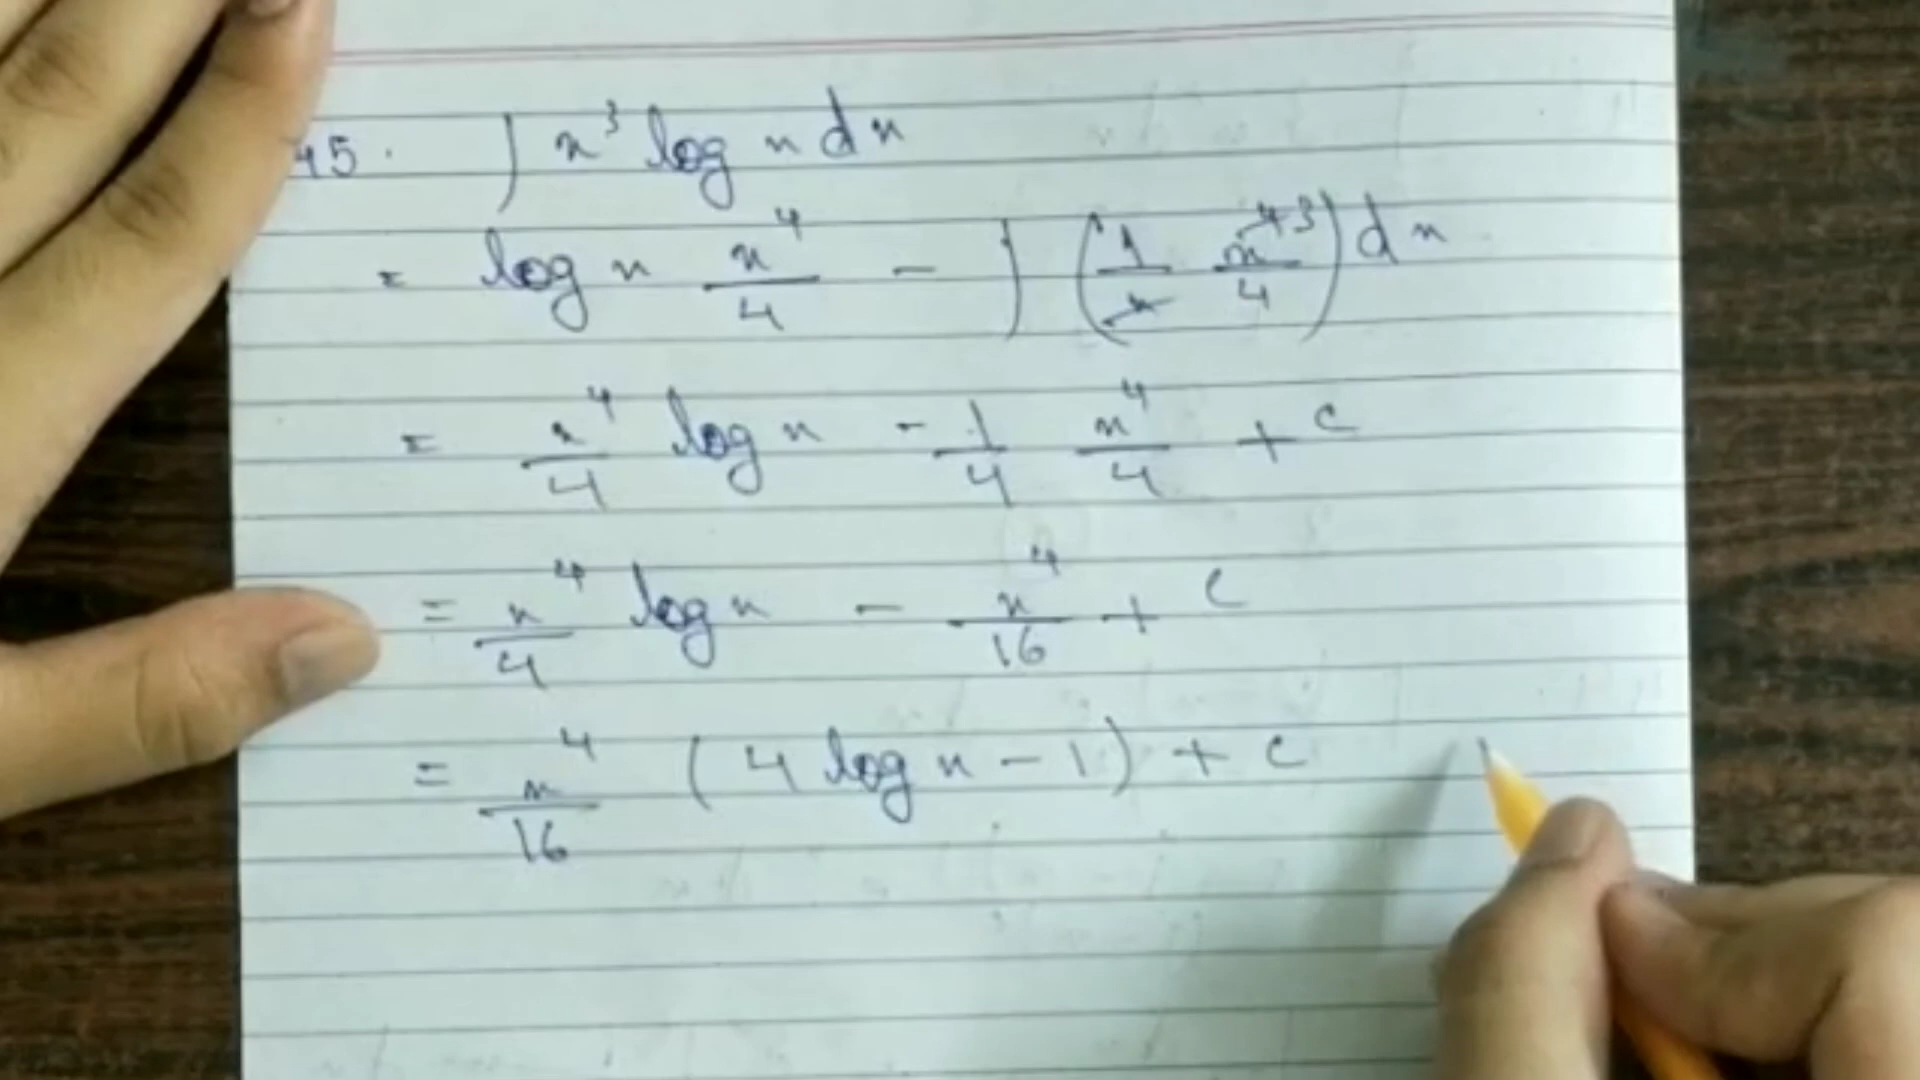 45. ∫ x³ log x dx
= log x x⁴/4 - ∫ (1/x x⁴3/4) dx
= x⁴/4 log x - 1/4 x⁴/4 + c
= x⁴/4 log x - x⁴/16 + c
= x⁴/16 (4 log x - 1) + c